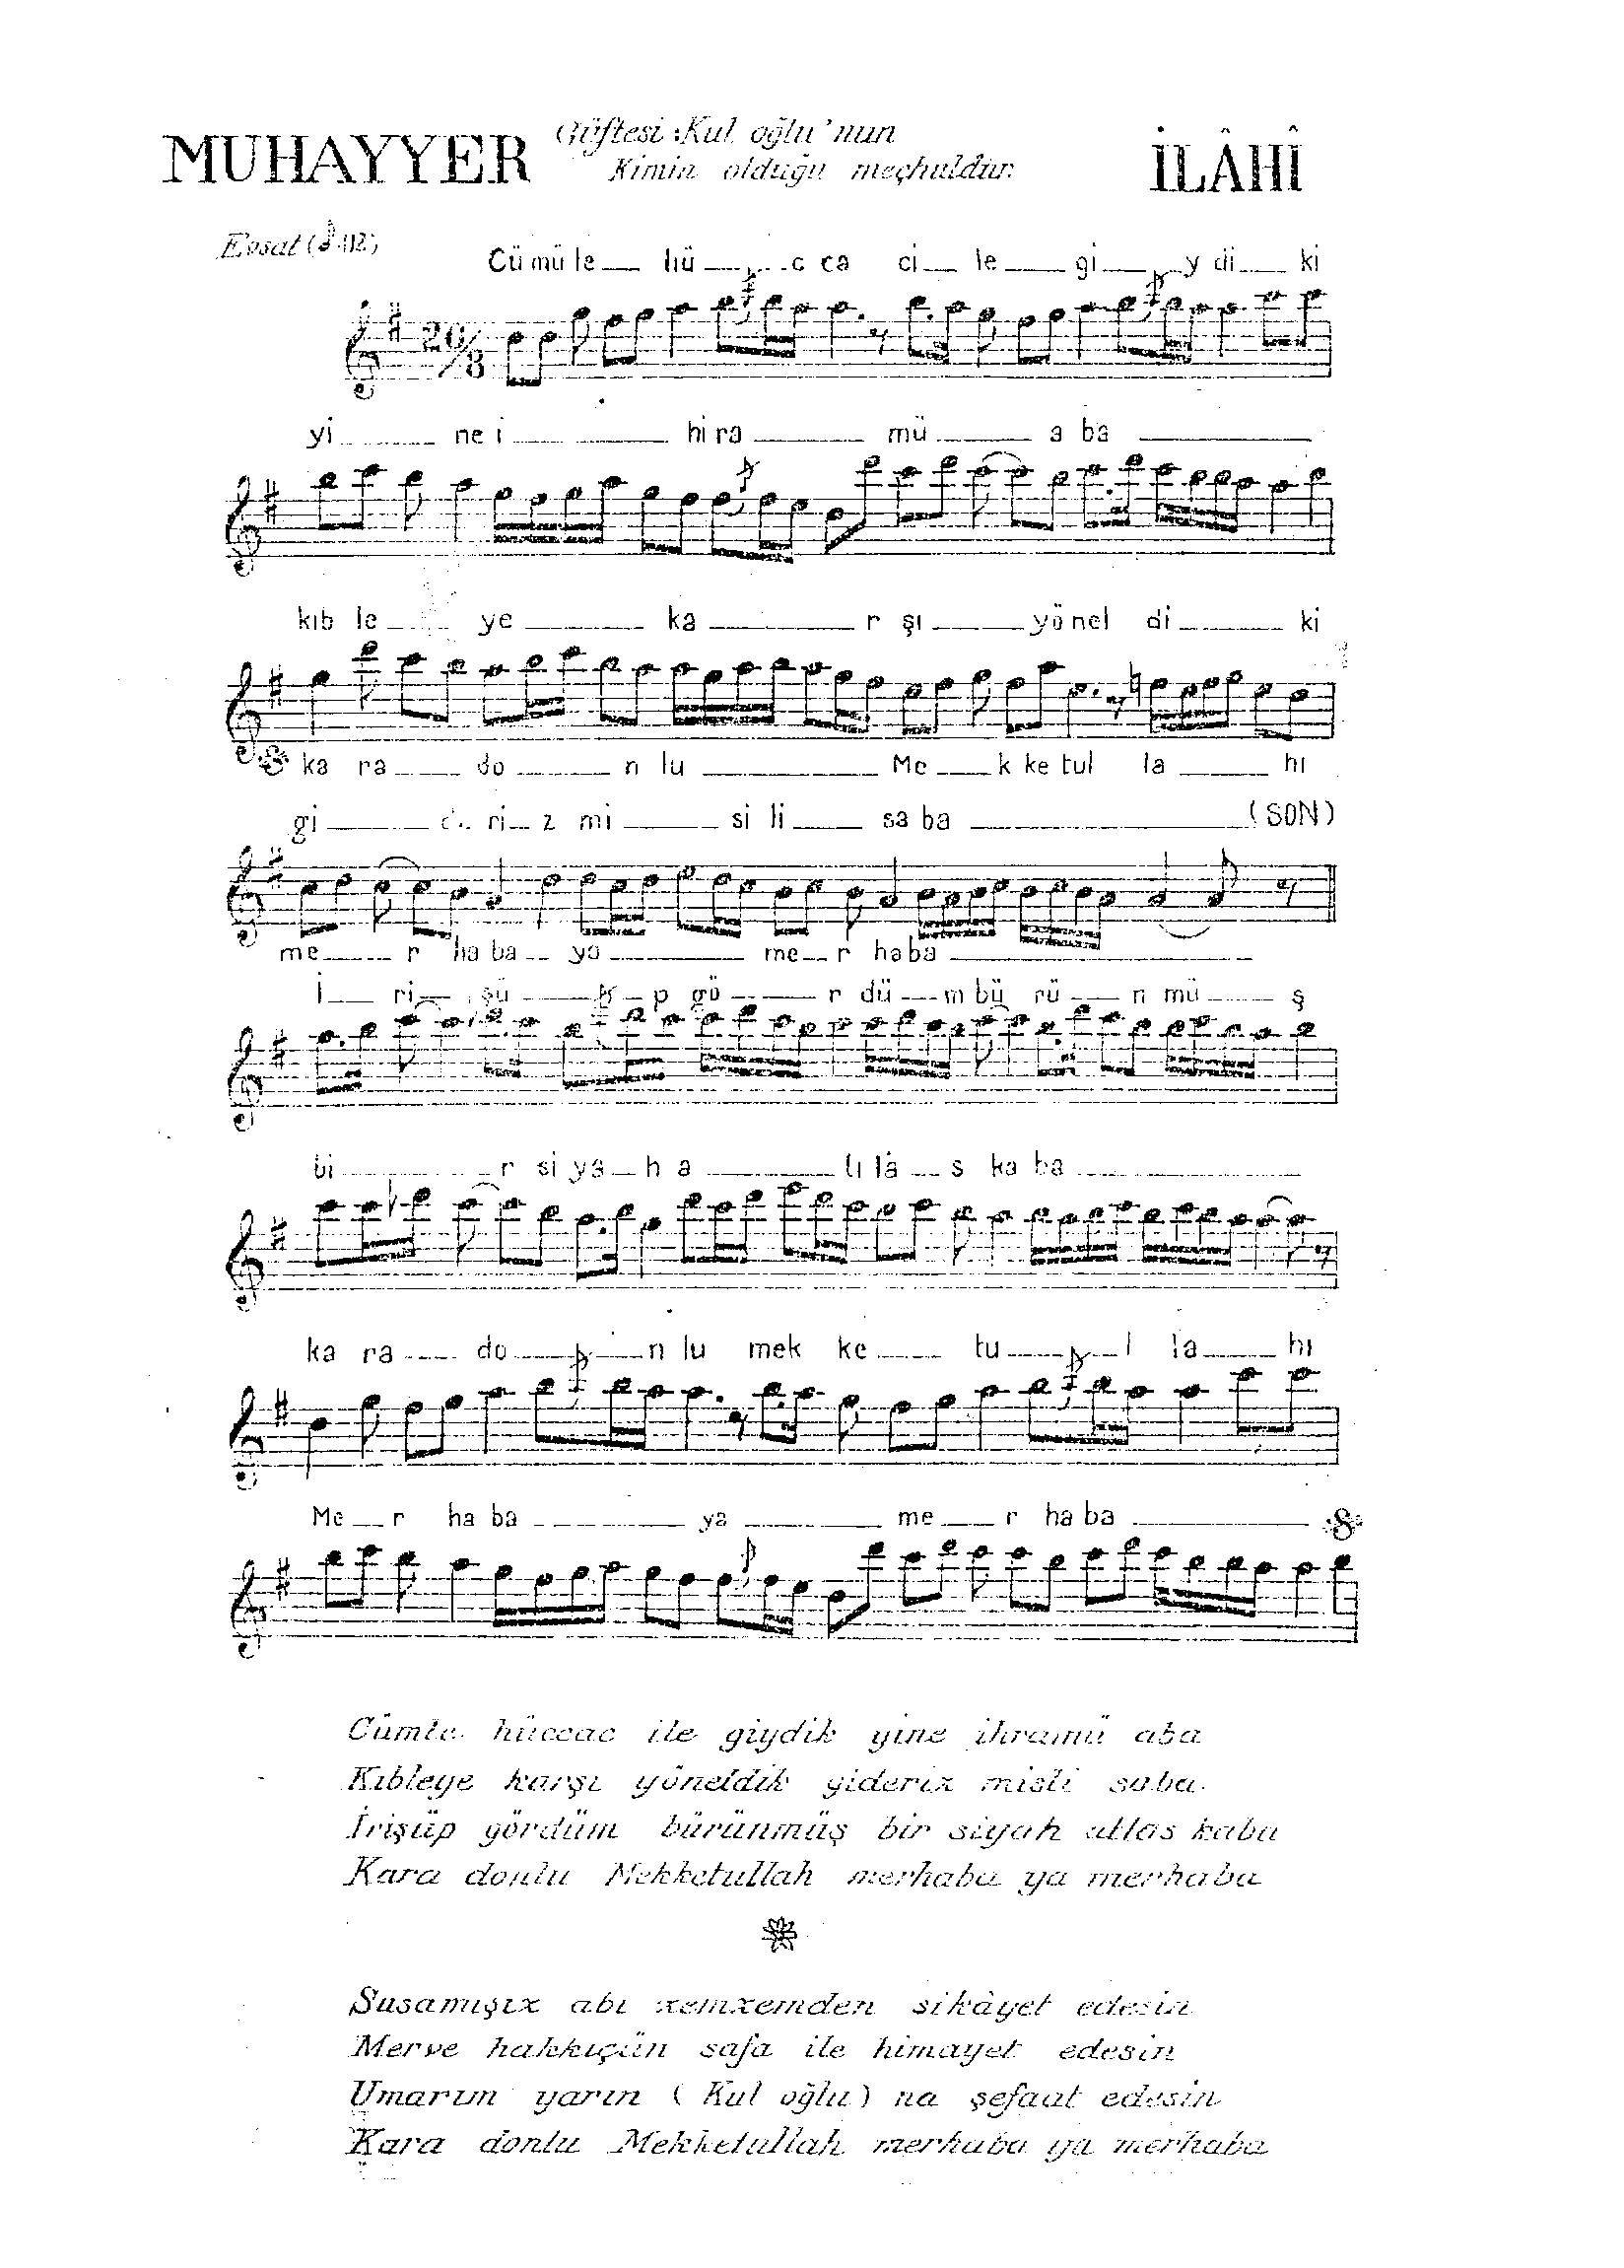 MUHAYYER Güftesi :Kul oğlu'nun İLÂHÎ
Kimin olduğu meçhuldür
Evsat
Cü mü le hü c ca ci le gi y di ki
20/8
yi ne i hi ra mü a ba
kıb le ye ka r şı yö nel di ki
ka ra do n lu Me k ke tul la hı
gi de ri z mi si li sa ba (SON)
me r ha ba ya me r ha ba
İ ri şü p gö r dü m bü rü n mü ş
bi r si ya h a tı la s ka ba
ka ra do n lu mek ke tu l la hı
Me r ha ba ya me r ha ba
Cümle hüccac ile giydik yine ihramü aba
Kıbleye karşı yöneldik gideriz misli saba
İrişüp gördüm bürünmüş bir siyah atlas kaba
Kara donlu Mekketullah merhaba ya merhaba
Susamışız abı zemzemden sikâyet edesin
Merve hakkıçün safa ile himayet edesin
Umarım yarın (Kul oğlu) na şefaat edesin
Kara donlu Mekketullah merhaba ya merhaba